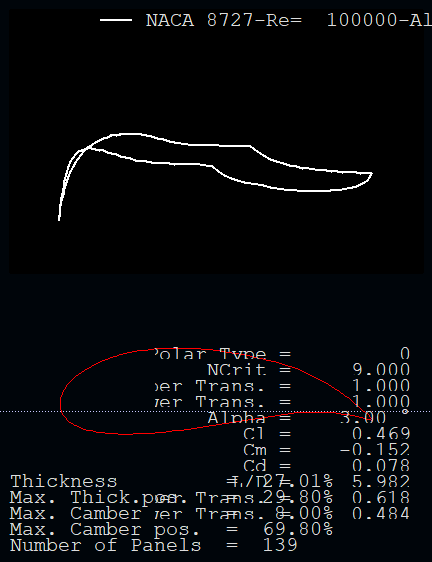 NACA 8727-Re= 100000-Al
Polar Type = 0
NCrit = 9.000
per Trans. = 1.000
wer Trans. = 1.000
Alpha = 3.00 °
Cl = 0.469
Cm = -0.152
Cd = 0.078
L/D = 5.982
per Trans. = 0.618
wer Trans. = 0.484
Thickness = 27.01%
Max. Thick.pos. = 29.80%
Max. Camber = 8.00%
Max. Camber pos. = 69.80%
Number of Panels = 139